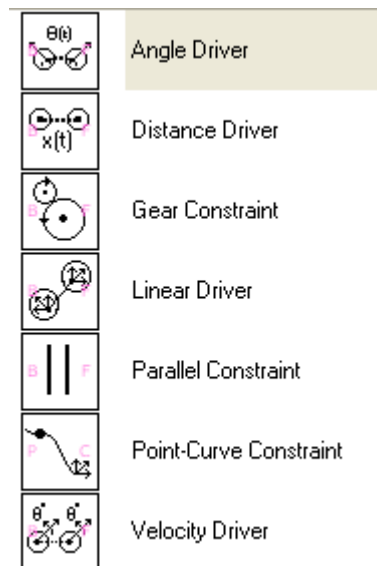 θ(t)
Angle Driver
B F
x(t)
Distance Driver
B F
Gear Constraint
Linear Driver
B F
Parallel Constraint
P C
Point-Curve Constraint
θ° θ°
Velocity Driver